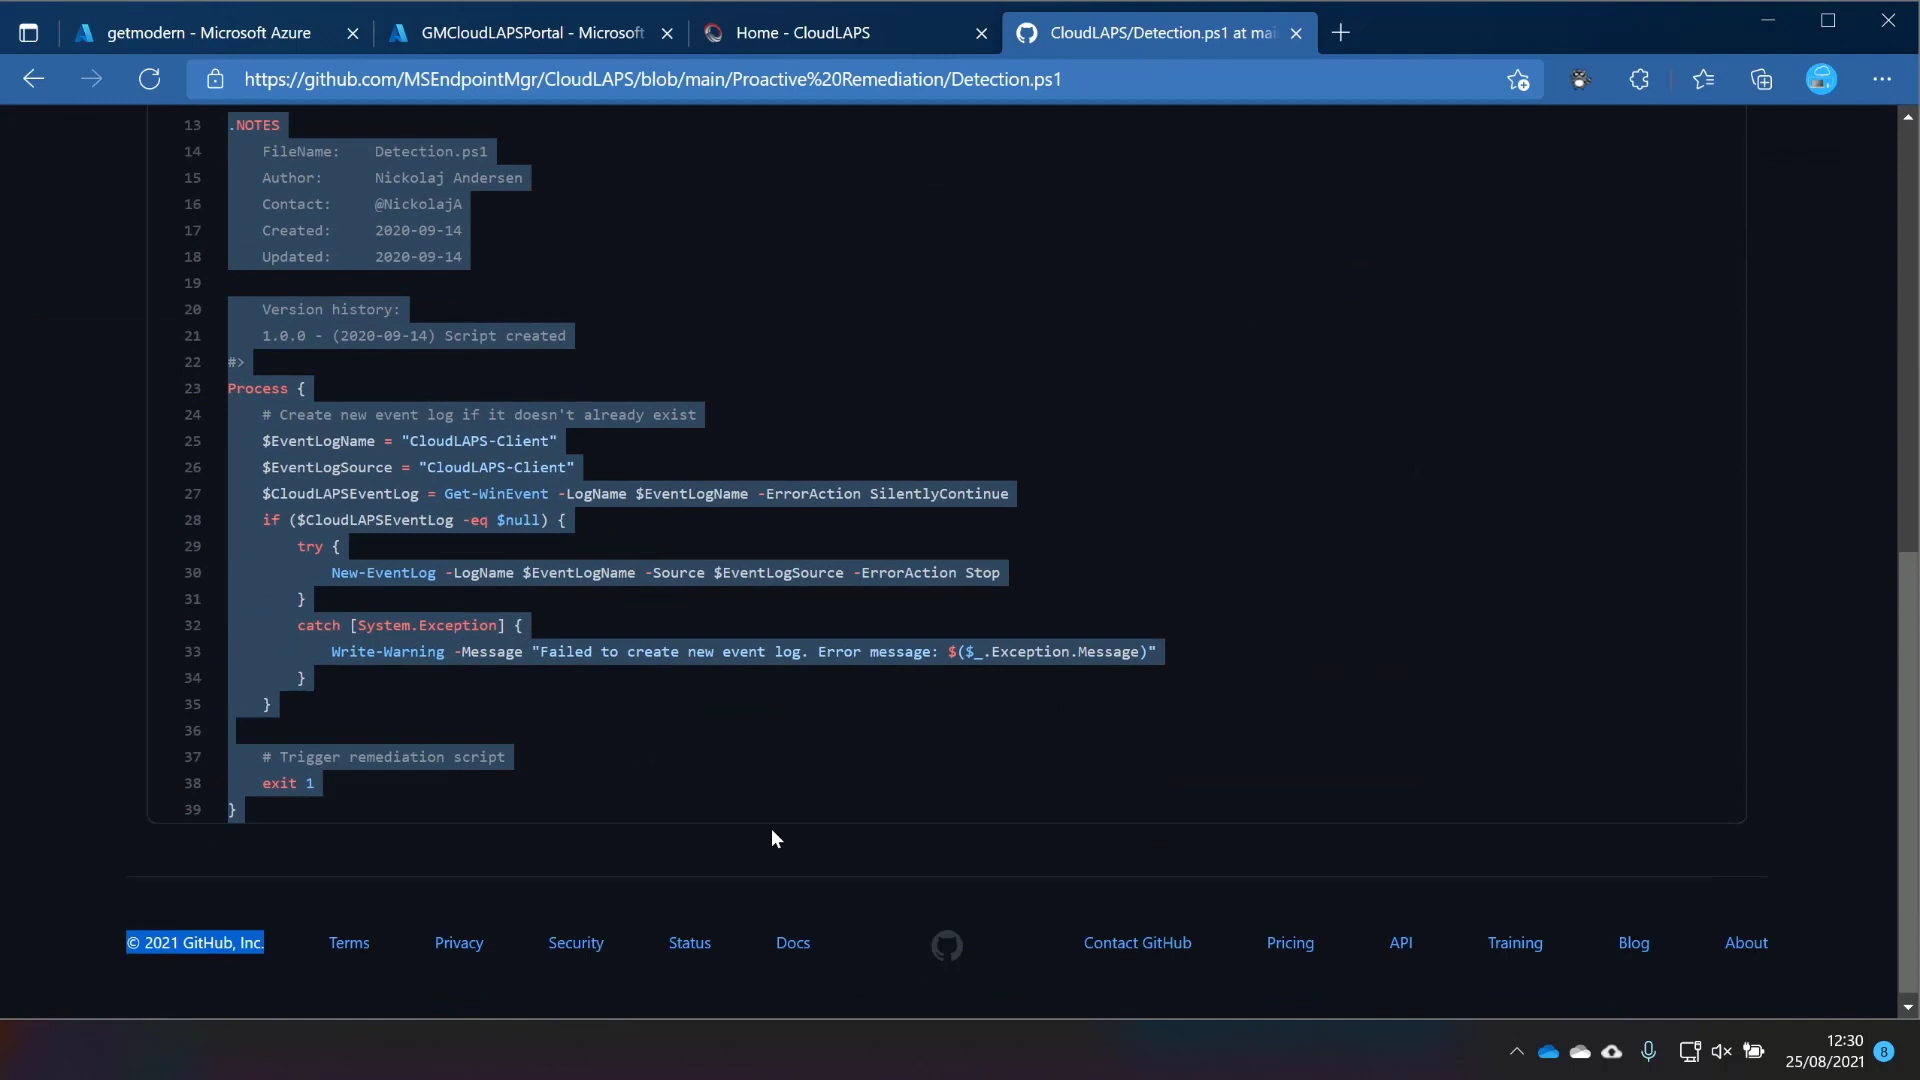 getmodern - Microsoft Azure
GMCloudLAPSPortal - Microsoft
Home - CloudLAPS
CloudLAPS/Detection.ps1 at mai
https://github.com/MSEndpointMgr/CloudLAPS/blob/main/Proactive%20Remediation/Detection.ps1
13 .NOTES
14 FileName: Detection.ps1
15 Author: Nickolaj Andersen
16 Contact: @NickolajA
17 Created: 2020-09-14
18 Updated: 2020-09-14
19
20 Version history:
21 1.0.0 - (2020-09-14) Script created
22 #>
23 Process {
24 # Create new event log if it doesn't already exist
25 $EventLogName = "CloudLAPS-Client"
26 $EventLogSource = "CloudLAPS-Client"
27 $CloudLAPSEventLog = Get-WinEvent -LogName $EventLogName -ErrorAction SilentlyContinue
28 if ($CloudLAPSEventLog -eq $null) {
29 try {
30 New-EventLog -LogName $EventLogName -Source $EventLogSource -ErrorAction Stop
31 }
32 catch [System.Exception] {
33 Write-Warning -Message "Failed to create new event log. Error message: $($_.Exception.Message)"
34 }
35 }
36
37 # Trigger remediation script
38 exit 1
39 }
© 2021 GitHub, Inc. Terms Privacy Security Status Docs Contact GitHub Pricing API Training Blog About
12:30
25/08/2021 8